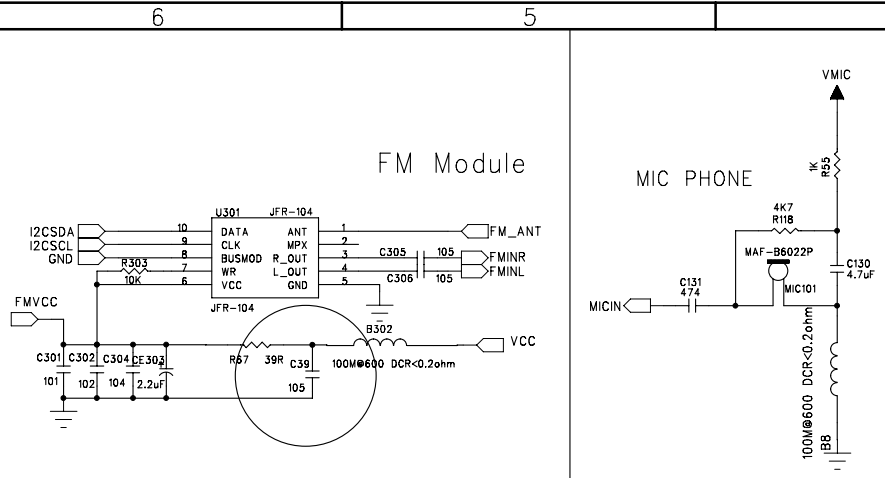 6 5
FM Module
U301 JFR-104
I2CSDA 10 DATA ANT 1 FM_ANT
I2CSCL 9 CLK MPX 2
GND 8 BUSMOD R_OUT 3 C305 105 FMINR
R303 7 WR L_OUT 4 C306 105 FMINL
10K 6 VCC GND 5
JFR-104
FMVCC
B302
VCC
C301 C302 C304 CE303 R67 39R C39 100M@600 DCR<0.2ohm
101 102 104 2.2uF 105
VMIC
1K
R55
MIC PHONE
4K7
R118
MAF-B6022P
C130
4.7uF
C131
474
MIC101
MICIN
100M@600 DCR<0.2ohm
B8